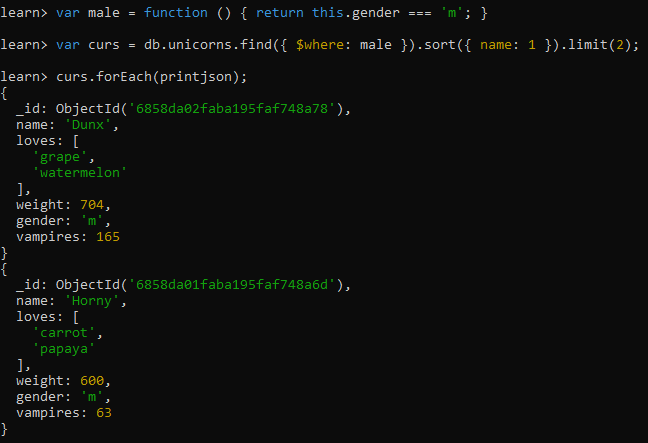 learn> var male = function () { return this.gender === 'm'; }
learn> var curs = db.unicorns.find({ $where: male }).sort({ name: 1 }).limit(2);
learn> curs.forEach(printjson);
{
  _id: ObjectId('6858da02faba195faf748a78'),
  name: 'Dunx',
  loves: [
    'grape',
    'watermelon'
  ],
  weight: 704,
  gender: 'm',
  vampires: 165
}
{
  _id: ObjectId('6858da01faba195faf748a6d'),
  name: 'Horny',
  loves: [
    'carrot',
    'papaya'
  ],
  weight: 600,
  gender: 'm',
  vampires: 63
}